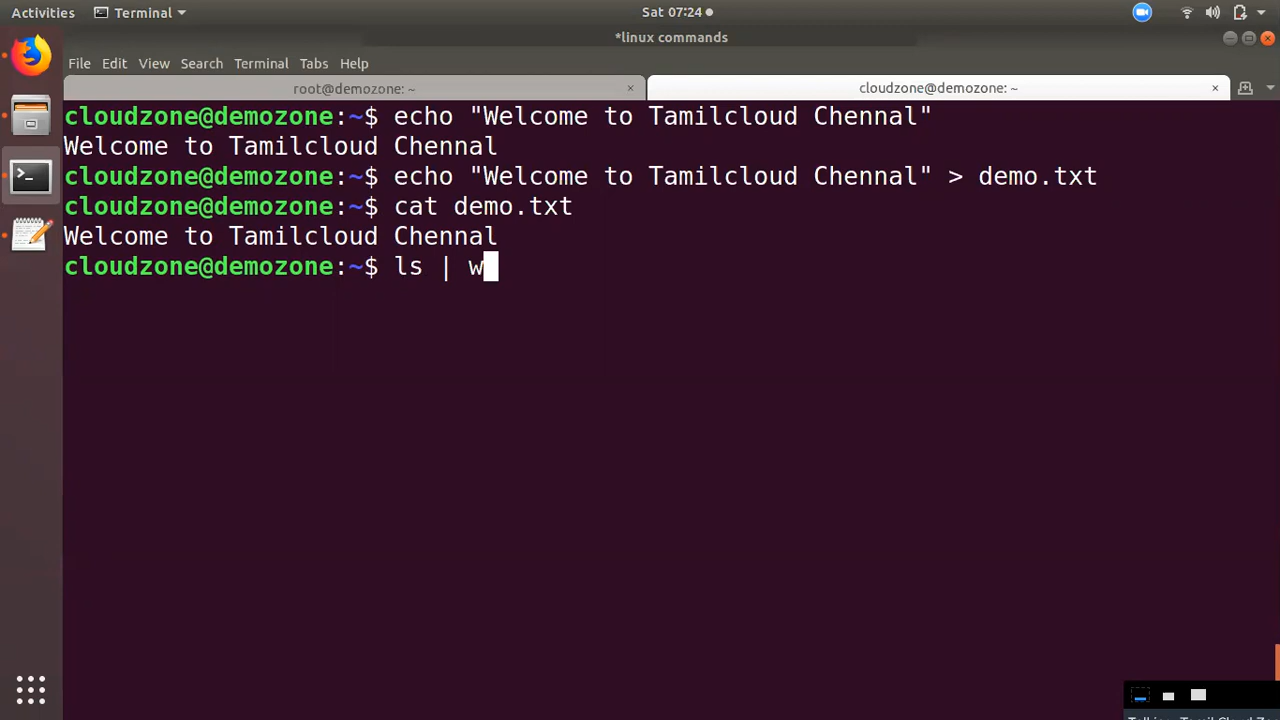 Activities Terminal Sat 07:24
*linux commands
File Edit View Search Terminal Tabs Help
root@demozone: ~ cloudzone@demozone: ~
cloudzone@demozone:~$ echo "Welcome to Tamilcloud Chennal"
Welcome to Tamilcloud Chennal
cloudzone@demozone:~$ echo "Welcome to Tamilcloud Chennal" > demo.txt
cloudzone@demozone:~$ cat demo.txt
Welcome to Tamilcloud Chennal
cloudzone@demozone:~$ ls | w